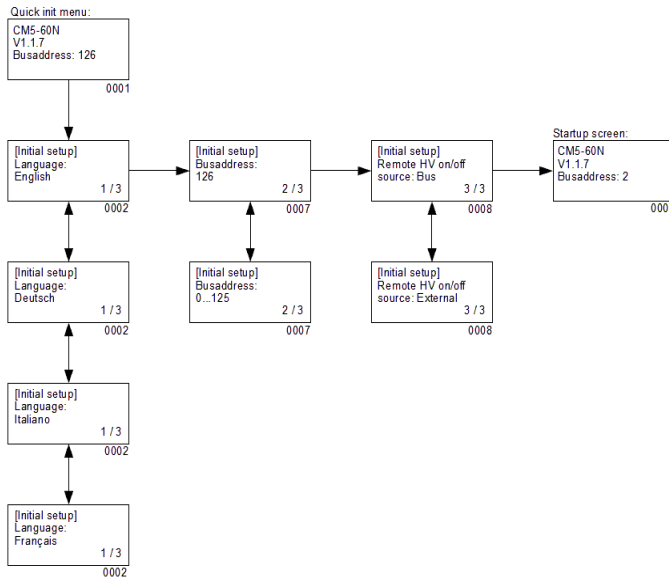 Quick init menu:
CM5-60N
V1.1.7
Busaddress: 126
0001
[Initial setup]
Language:
English
1 / 3
0002
[Initial setup]
Busaddress:
126
2 / 3
0007
[Initial setup]
Remote HV on/off
source: Bus
3 / 3
0008
Startup screen:
CM5-60N
V1.1.7
Busaddress: 2
000
[Initial setup]
Language:
Deutsch
1 / 3
0002
[Initial setup]
Busaddress:
0...125
2 / 3
0007
[Initial setup]
Remote HV on/off
source: External
3 / 3
0008
[Initial setup]
Language:
Italiano
1 / 3
0002
[Initial setup]
Language:
Français
1 / 3
0002